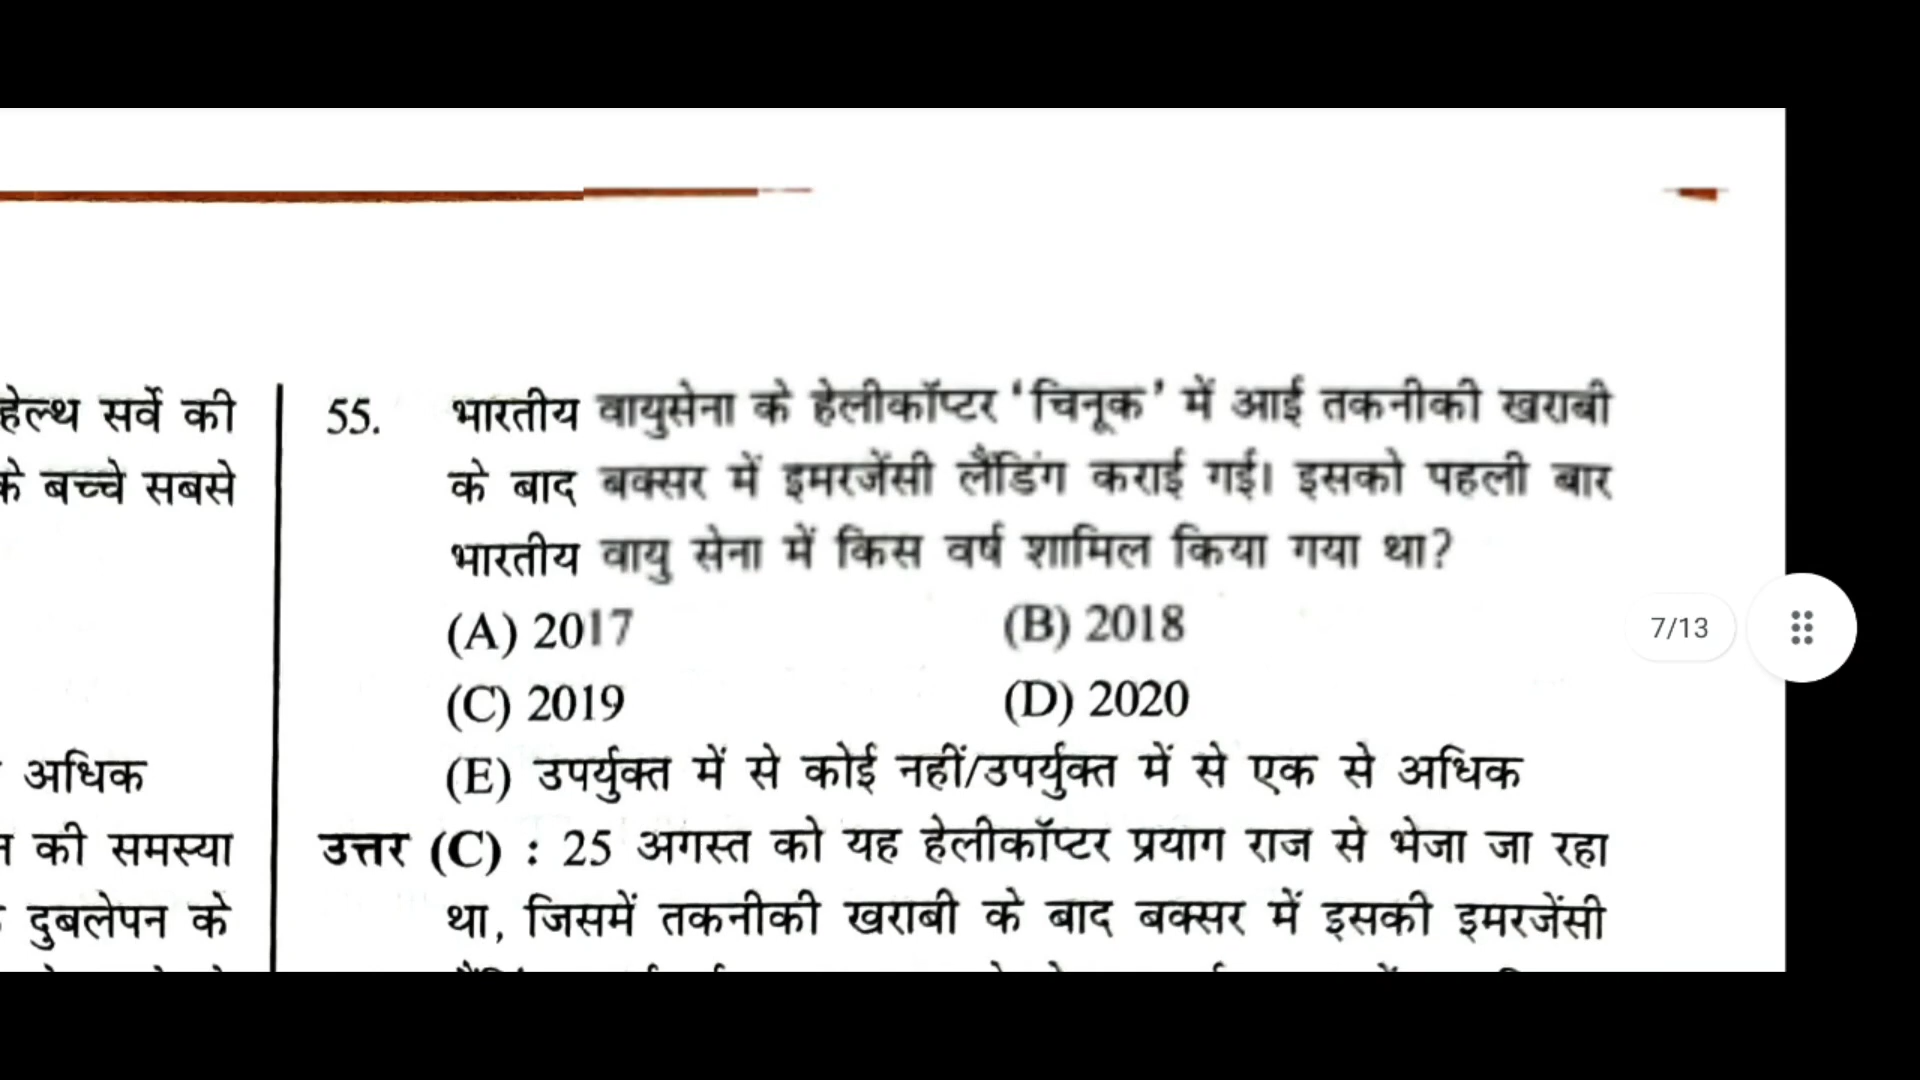 हेल्थ सर्वे की
के बच्चे सबसे
अधिक
की समस्या
दुबलेपन के
55. भारतीय वायुसेना के हेलीकॉप्टर ‘चिनूक’ में आई तकनीकी खराबी
के बाद बक्सर में इमरजेंसी लैंडिंग कराई गई। इसको पहली बार
भारतीय वायु सेना में किस वर्ष शामिल किया गया था?
(A) 2017 (B) 2018
(C) 2019 (D) 2020
(E) उपर्युक्त में से कोई नहीं/उपर्युक्त में से एक से अधिक
उत्तर (C) : 25 अगस्त को यह हेलीकॉप्टर प्रयाग राज से भेजा जा रहा
था, जिसमें तकनीकी खराबी के बाद बक्सर में इसकी इमरजेंसी
7/13